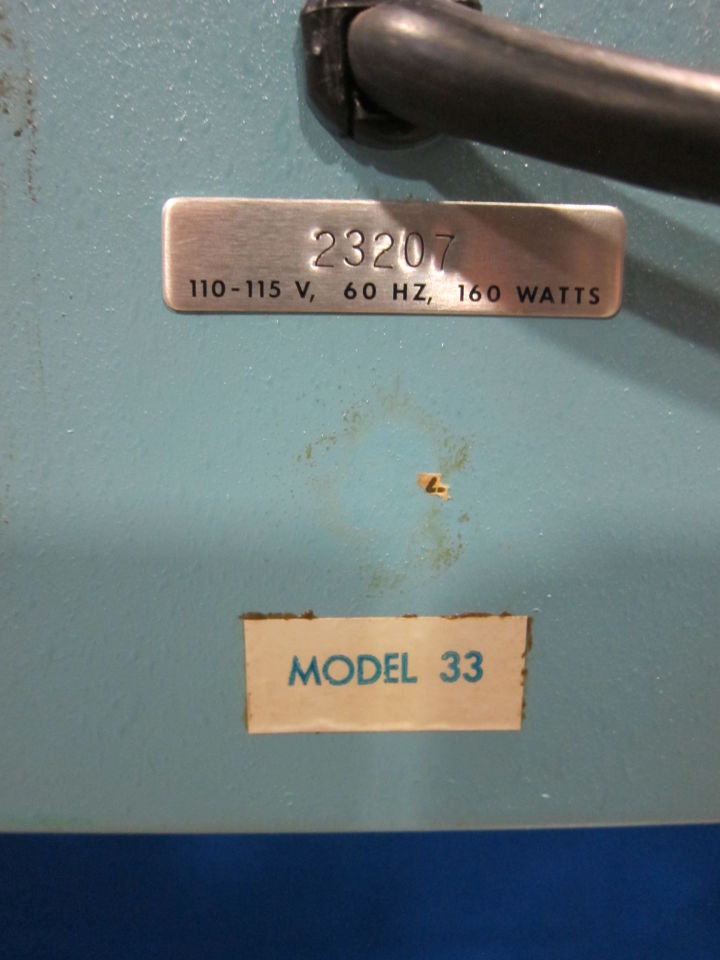 23207
110-115 V, 60 HZ, 160 WATTS
MODEL 33